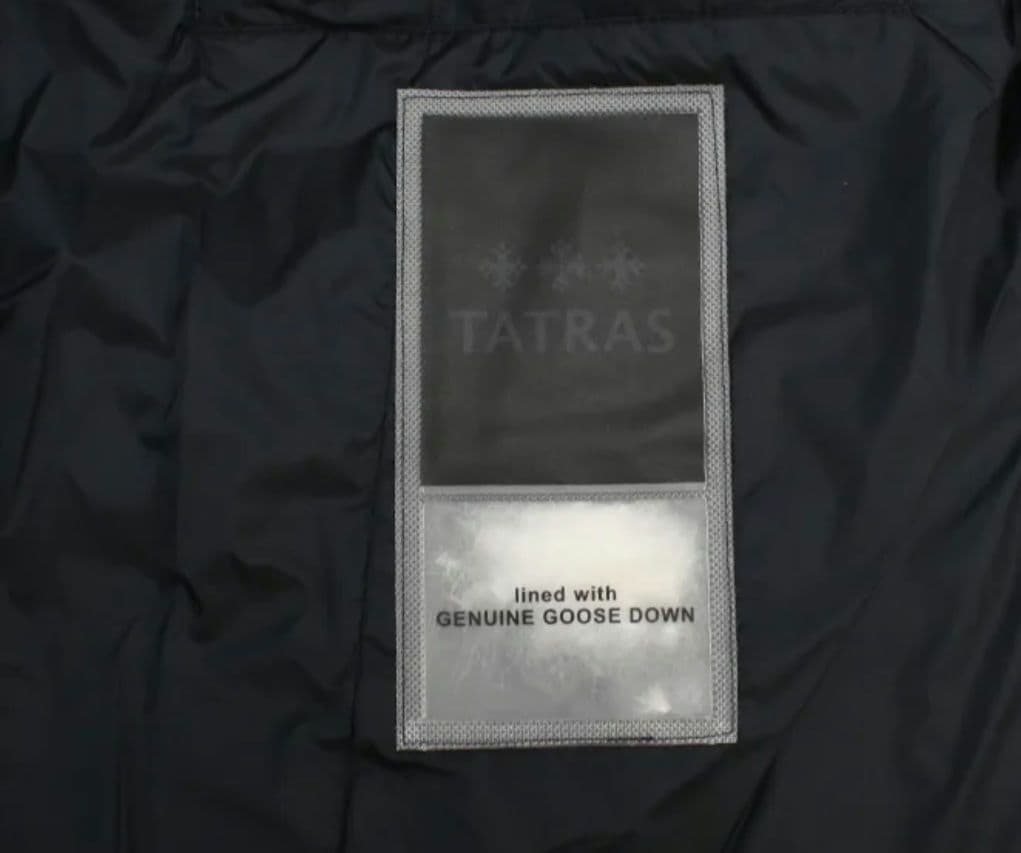 TATRAS
lined with
GENUINE GOOSE DOWN